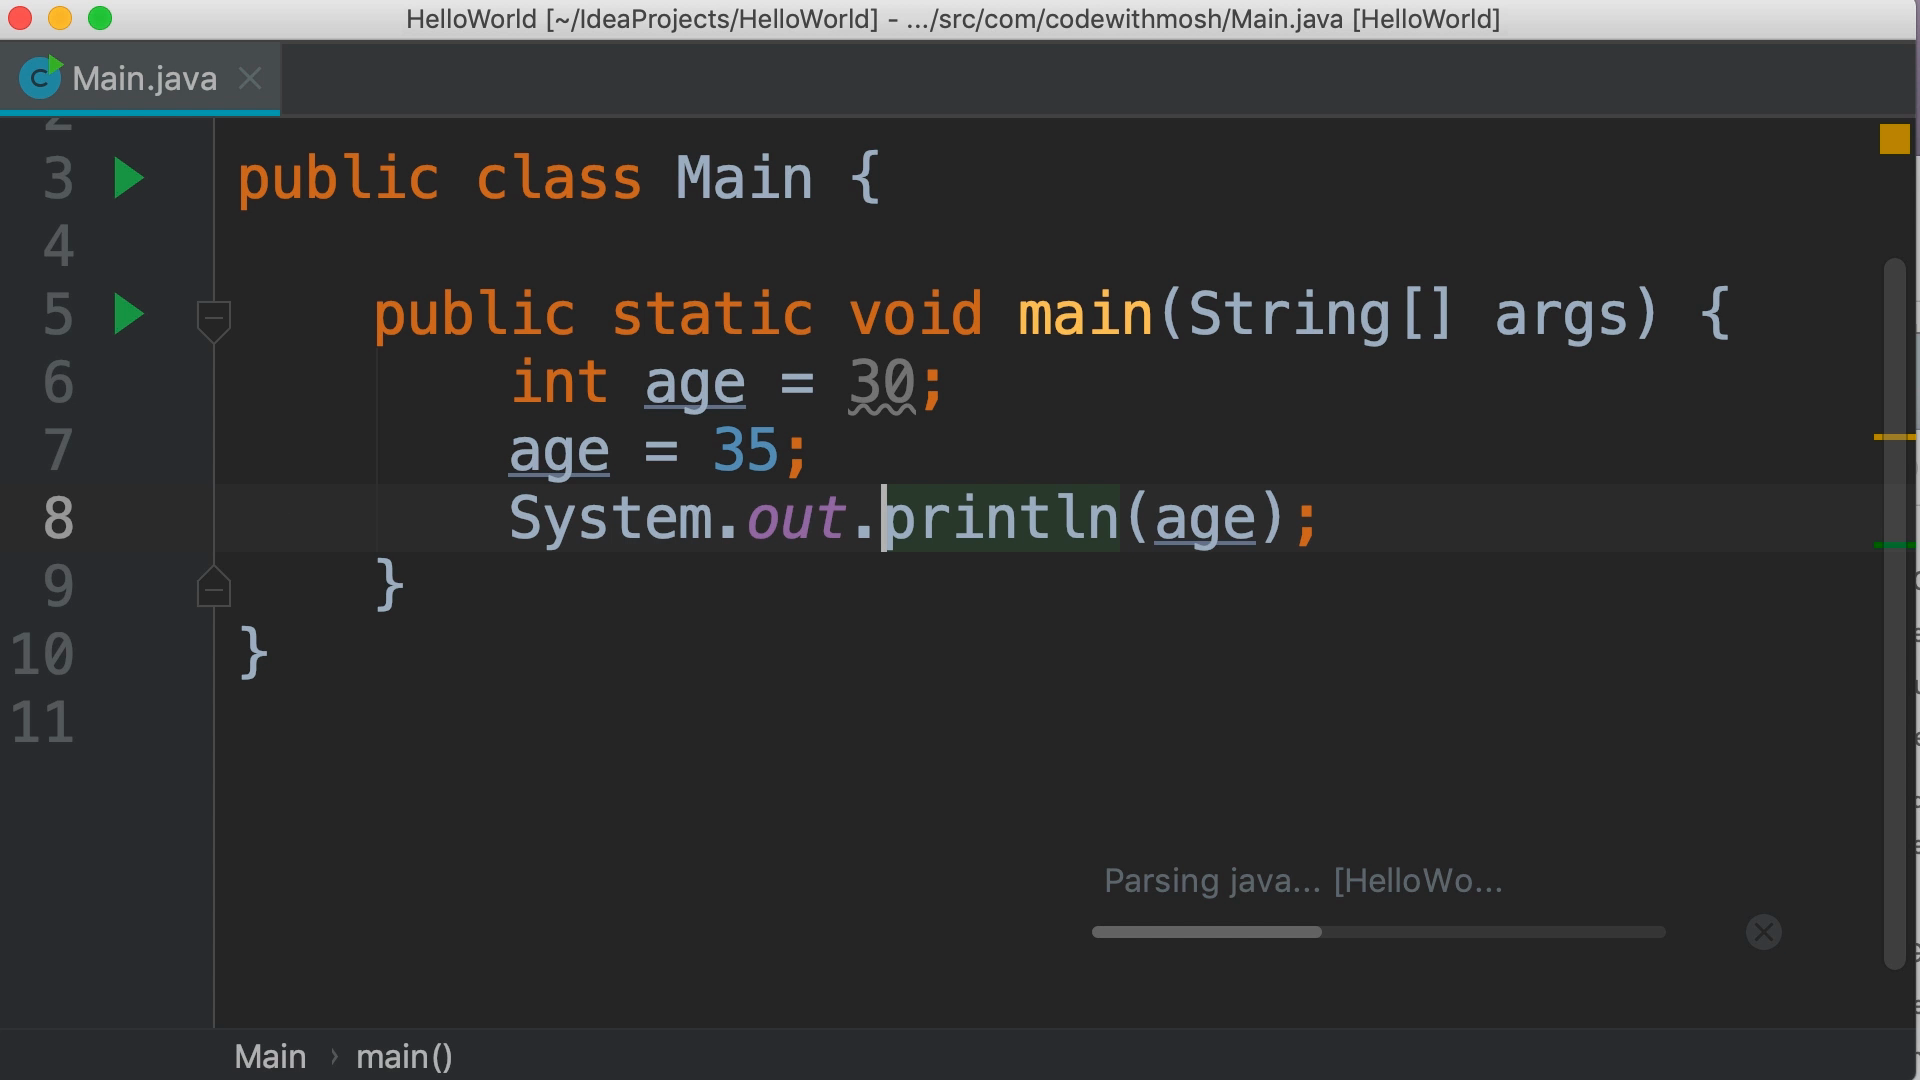 HelloWorld [~/IdeaProjects/HelloWorld] - .../src/com/codewithmosh/Main.java [HelloWorld]
C Main.java
3 public class Main {
4
5 public static void main(String[] args) {
6 int age = 30;
7 age = 35;
8 System.out.println(age);
9 }
10 }
11
Parsing java... [HelloWo...
Main › main()